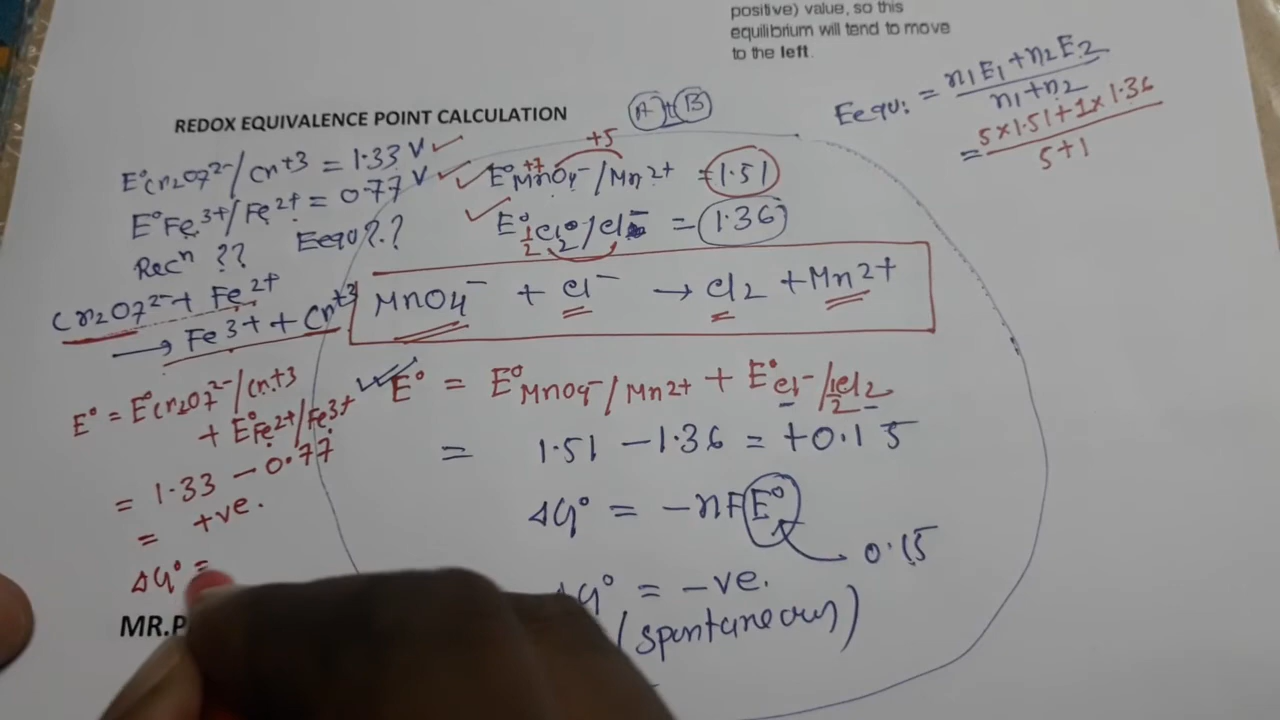 positive) value, so this
equilibrium will tend to move
to the left.
REDOX EQUIVALENCE POINT CALCULATION
A + B
Eequ: = n1E1 + n2E2 / n1 + n2
= 5 × 1.51 + 1 × 1.36 / 5 + 1
E°Cr2O7²⁻/Cr+3 = 1.33 V
E°Fe³⁺/Fe²⁺ = 0.77 V
Recⁿ ?? Eequ ? ?
Cr2O7²⁻ + Fe²⁺
→ Fe³⁺ + Cr+3
E° = E°Cr2O7²⁻/Cr+3
+ E°Fe²⁺/Fe³⁺
= 1.33 − 0.77
= +ve.
ΔG° =
MR.P
+7 +5
E°MnO4⁻/Mn²⁺ = 1.51
E°½Cl2°/Cl⁻ = 1.36
MnO4⁻ + Cl⁻ → Cl2 + Mn²⁺
E° = E°MnO4⁻/Mn²⁺ + E°Cl⁻/½Cl2
= 1.51 − 1.36 = +0.15
ΔG° = −nFE°
0.15
ΔG° = −ve.
(spontaneous)